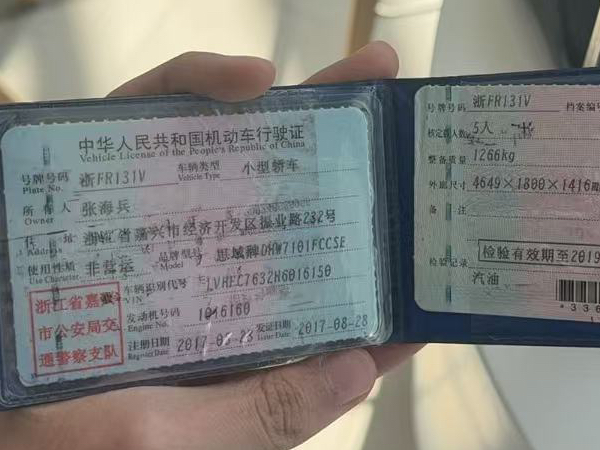 中华人民共和国机动车行驶证
Vehicle License of the People's Republic of China
号牌号码 浙FR131V 车辆类型 小型轿车
Plate No. Vehicle Type
所有人 张海兵
Owner
住址 浙江省嘉兴市经济开发区振业路232号
使用性质 非营运 品牌型号 思域牌DHW7101FCCSE
Use Character Model
浙江省嘉兴
市公安局交
通警察支队
车辆识别代号 LVHFC7632H6016150
VIN
发动机号码 1016160
Engine No.
注册日期 2017-08-28 发证日期 2017-08-28
Register Date Issue Date
号牌号码 浙FR131V 档案编号
核定载人数 5人
整备质量 1266kg
外廓尺寸 4649×1800×1416
备注
检验有效期至2019
检验记录
汽油